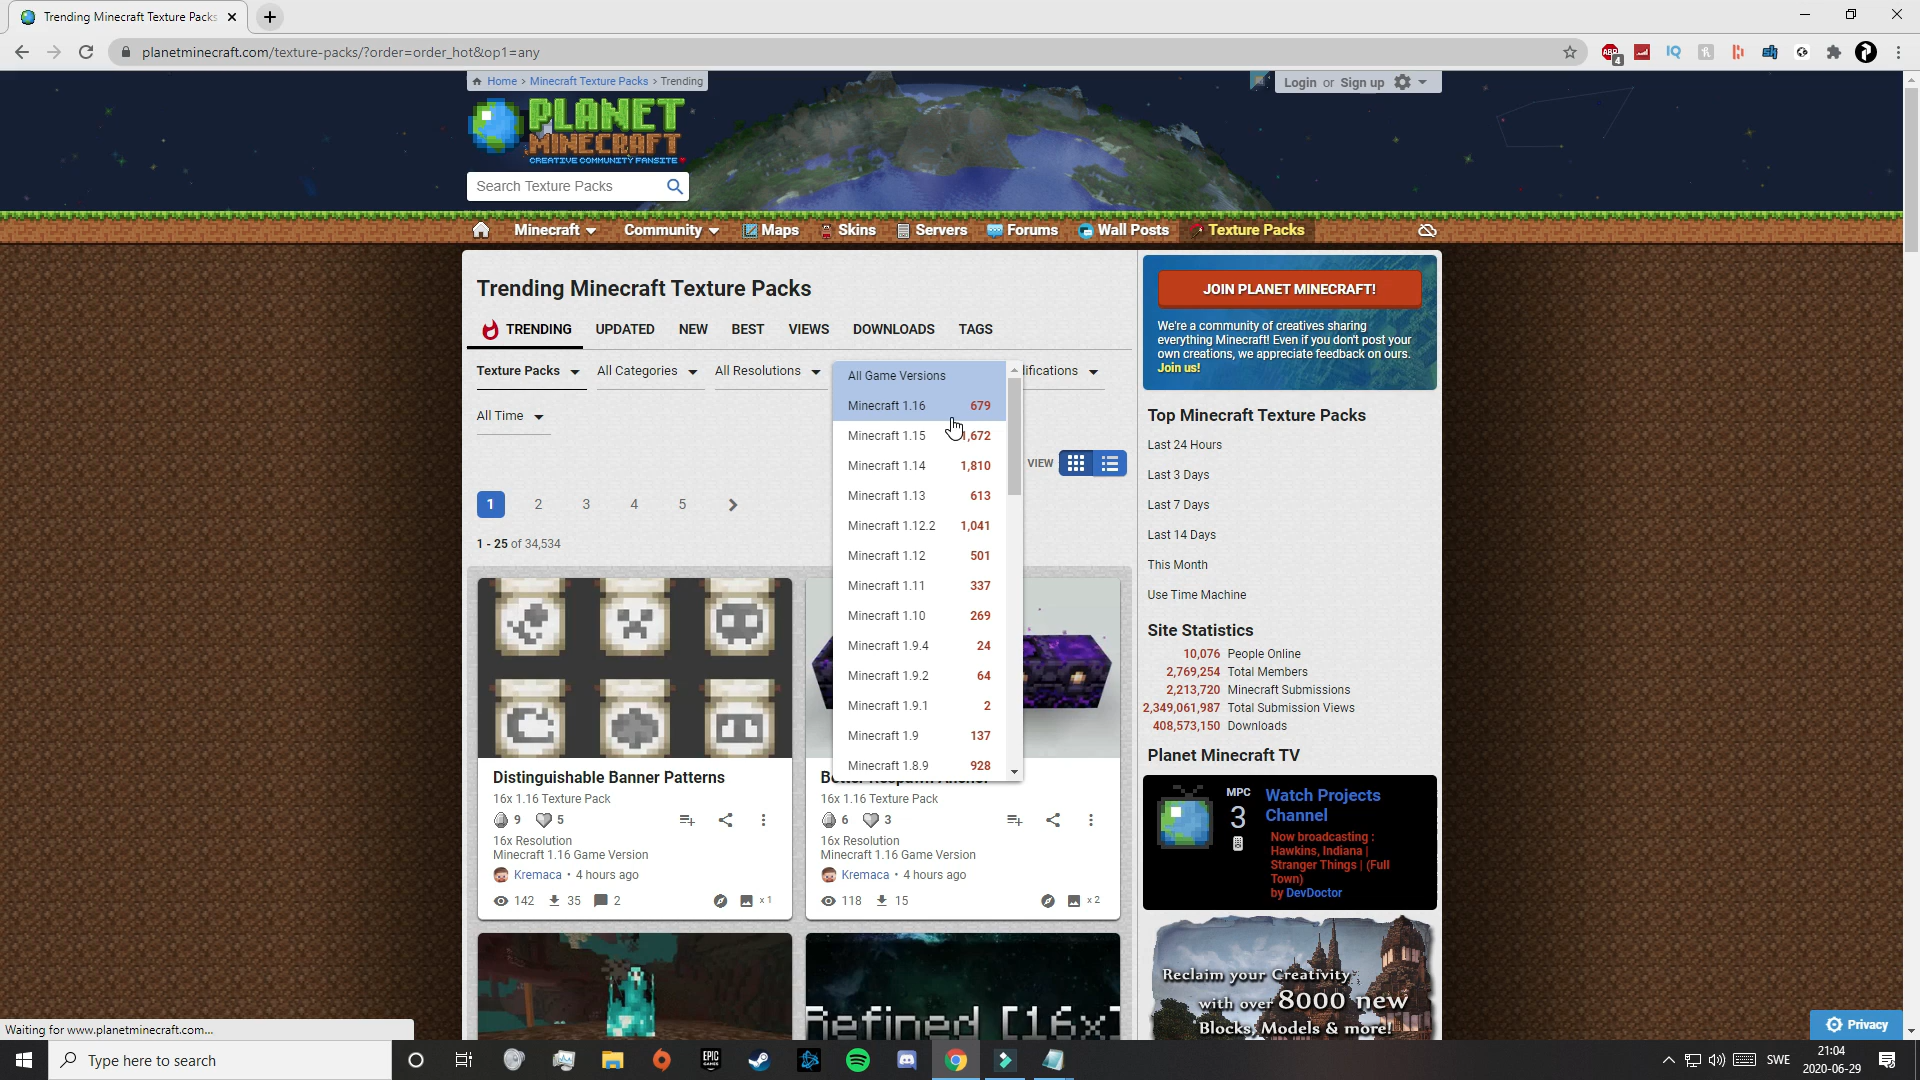 Trending Minecraft Texture Packs
planetminecraft.com/texture-packs/?order=order_hot&op1=any
ABP
4
Home > Minecraft Texture Packs > Trending
Login or Sign up
PLANET
MINECRAFT
CREATIVE COMMUNITY FANSITE
Search Texture Packs
Minecraft
Community
Maps
Skins
Servers
Forums
Wall Posts
Texture Packs
Trending Minecraft Texture Packs
TRENDING
UPDATED
NEW
BEST
VIEWS
DOWNLOADS
TAGS
Texture Packs
All Categories
All Resolutions
ifications
All Time
All Game Versions
Minecraft 1.16 679
Minecraft 1.15 1,672
Minecraft 1.14 1,810
Minecraft 1.13 613
Minecraft 1.12.2 1,041
Minecraft 1.12 501
Minecraft 1.11 337
Minecraft 1.10 269
Minecraft 1.9.4 24
Minecraft 1.9.2 64
Minecraft 1.9.1 2
Minecraft 1.9 137
Minecraft 1.8.9 928
VIEW
1 2 3 4 5
1 - 25 of 34,534
Distinguishable Banner Patterns
16x 1.16 Texture Pack
9 5
16x Resolution
Minecraft 1.16 Game Version
Kremaca • 4 hours ago
142 35 2 x 1
16x 1.16 Texture Pack
6 3
16x Resolution
Minecraft 1.16 Game Version
Kremaca • 4 hours ago
118 15 x 2
Refined [16x]
JOIN PLANET MINECRAFT!
We're a community of creatives sharing
everything Minecraft! Even if you don't post your
own creations, we appreciate feedback on ours.
Join us!
Top Minecraft Texture Packs
Last 24 Hours
Last 3 Days
Last 7 Days
Last 14 Days
This Month
Use Time Machine
Site Statistics
10,076 People Online
2,769,254 Total Members
2,213,720 Minecraft Submissions
2,349,061,987 Total Submission Views
408,573,150 Downloads
Planet Minecraft TV
MPC
3
Watch Projects
Channel
Now broadcasting :
Hawkins, Indiana |
Stranger Things | (Full
Town)
by DevDoctor
Reclaim your Creativity
with over 8000 new
Blocks, Models & more!
Privacy
Waiting for www.planetminecraft.com...
Type here to search
EPIC
GAMES
SWE
21:04
2020-06-29